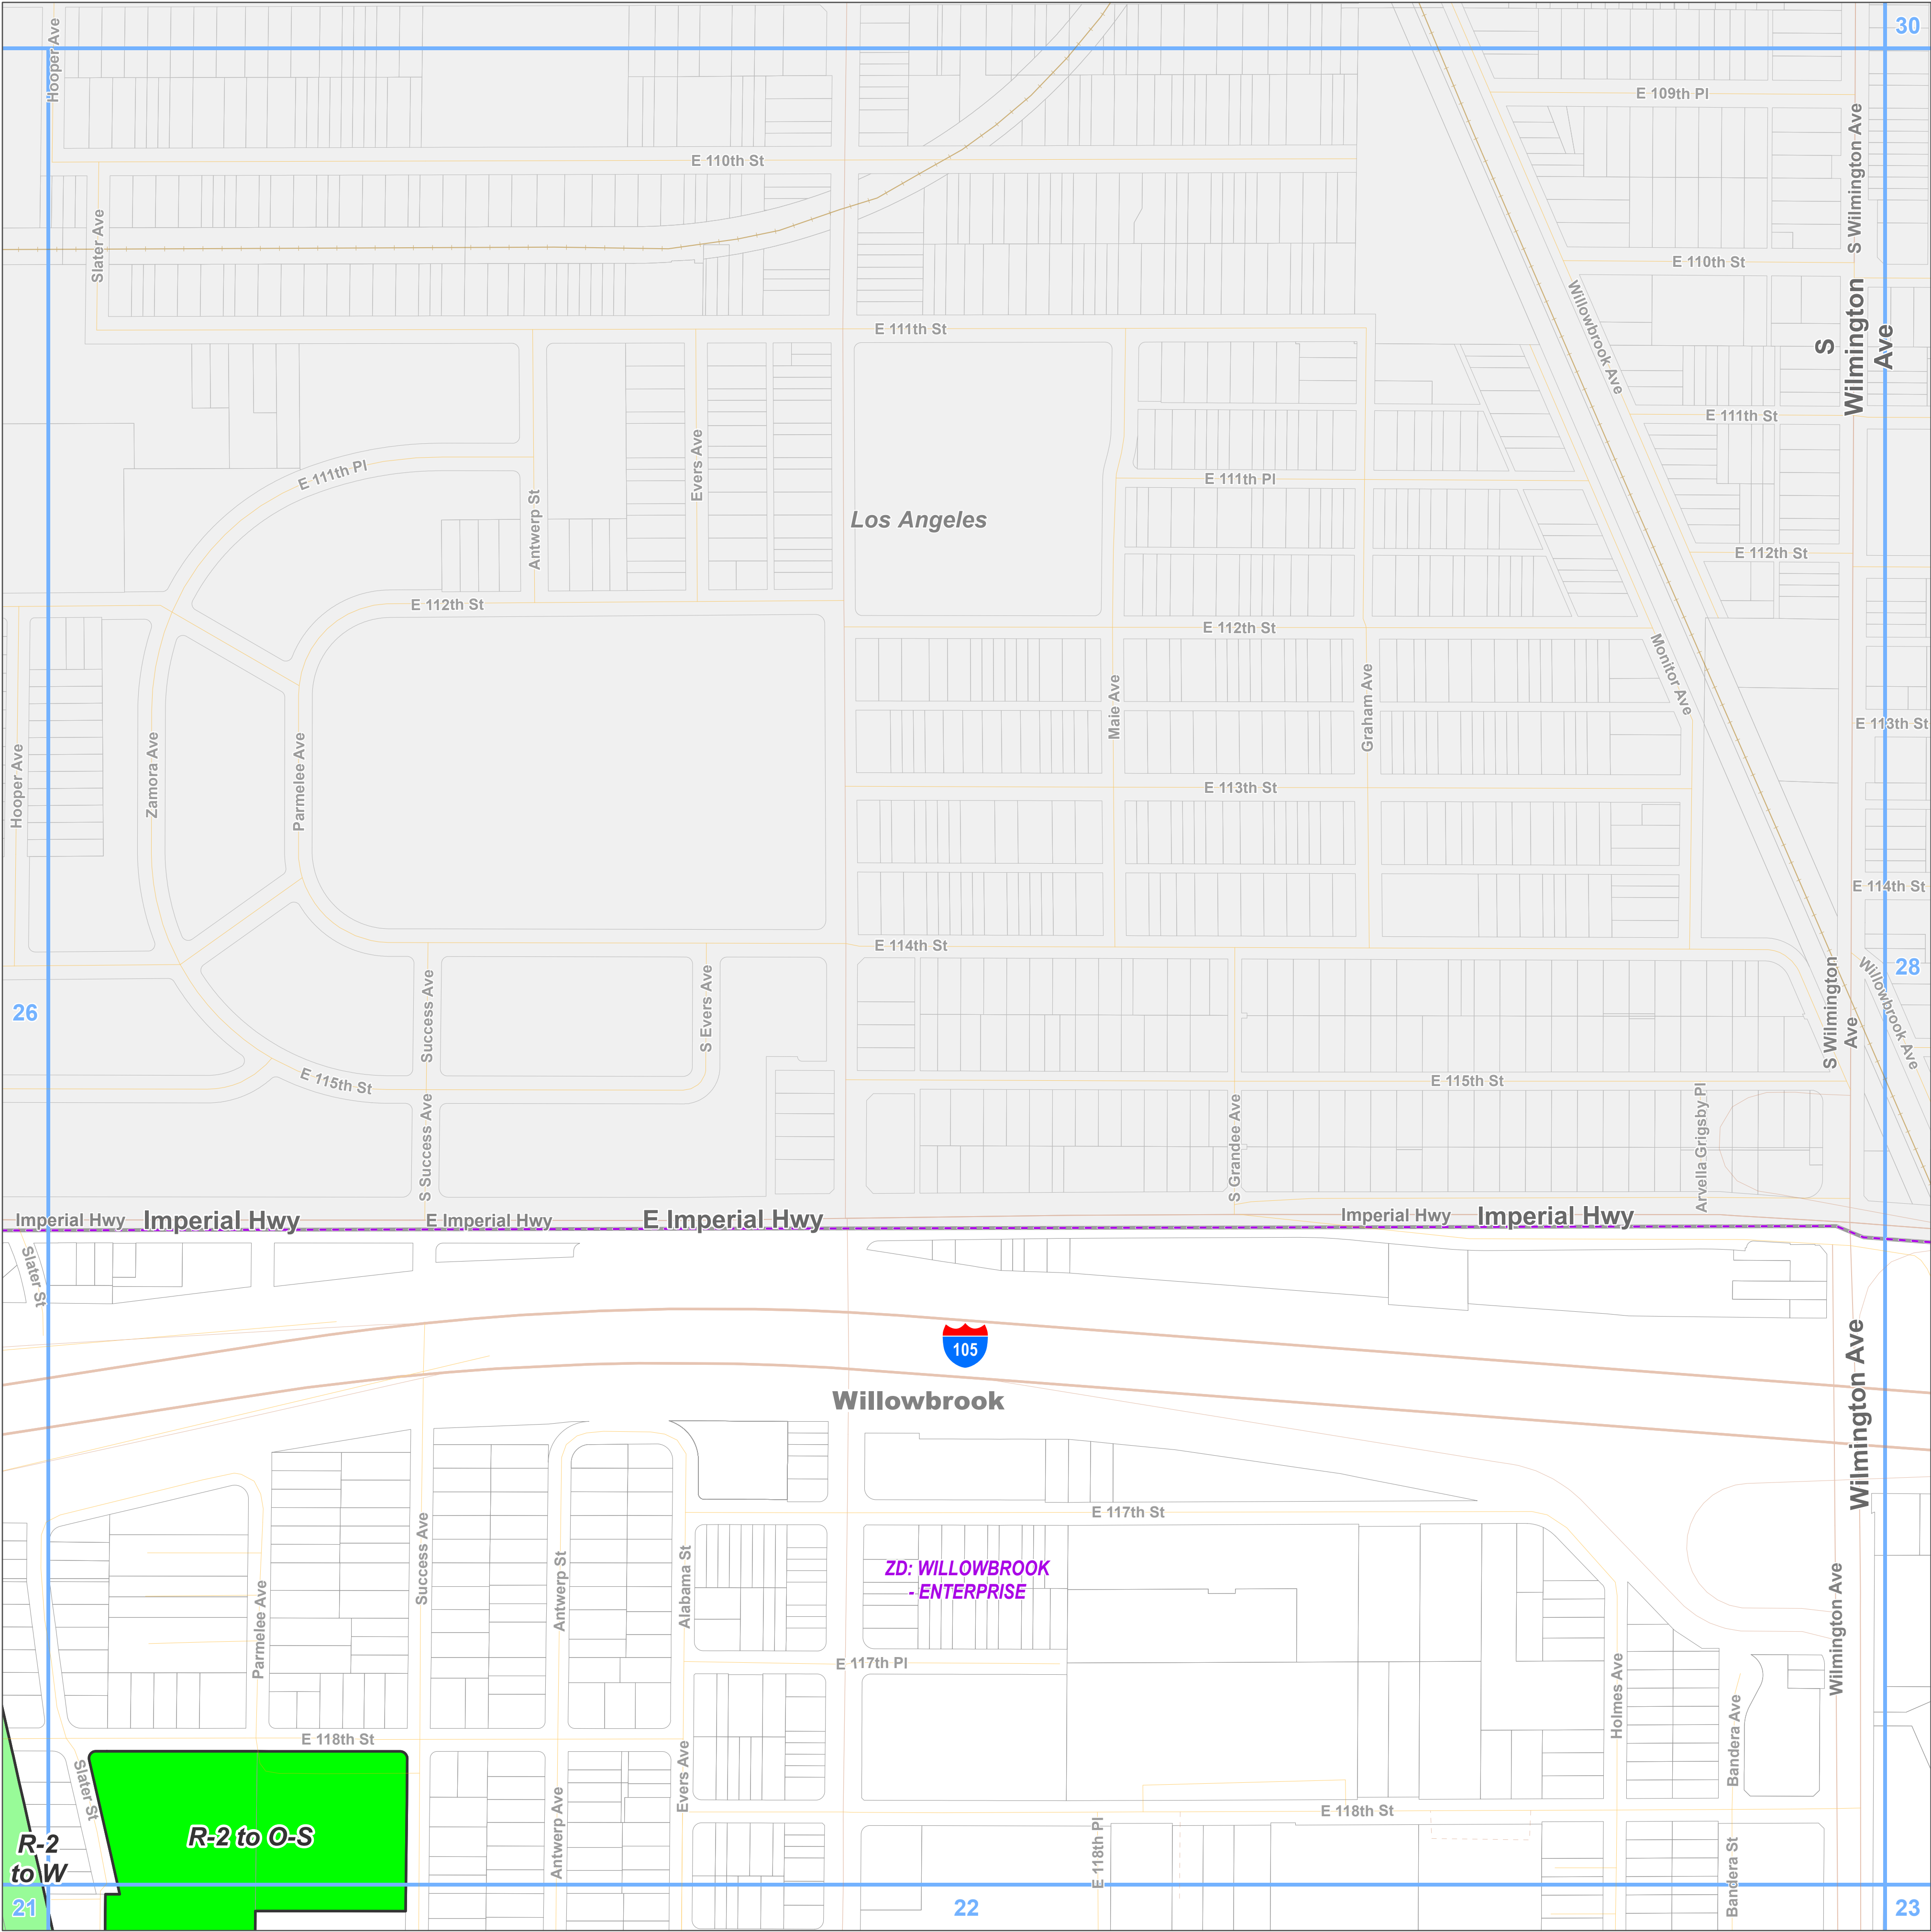 30
Hooper Ave
E 109th Pl
S Wilmington Ave
E 110th St
Slater Ave
E 110th St
Willowbrook Ave
S
Wilmington
Ave
E 111th St
E 111th St
Evers Ave
E 111th Pl
E 111th Pl
Antwerp St
Los Angeles
E 112th St
E 112th St
E 112th St
Monitor Ave
Maie Ave
Graham Ave
E 113th St
Hooper Ave
Zamora Ave
Parmelee Ave
E 113th St
E 114th St
E 114th St
28
26
Success Ave
S Evers Ave
S Wilmington
Ave
Willowbrook Ave
E 115th St
E 115th St
S Success Ave
S Grandee Ave
Arvella Grigsby Pl
Imperial Hwy
Imperial Hwy
E Imperial Hwy
E Imperial Hwy
Imperial Hwy
Imperial Hwy
Slater St
105
Willowbrook
Wilmington Ave
E 117th St
Success Ave
Antwerp St
Alabama St
ZD: WILLOWBROOK
- ENTERPRISE
Parmelee Ave
Wilmington Ave
E 117th Pl
Holmes Ave
Bandera Ave
E 118th St
Slater St
Evers Ave
Antwerp Ave
E 118th St
E 118th Pl
R-2 to O-S
R-2
to W
Bandera St
21
22
23